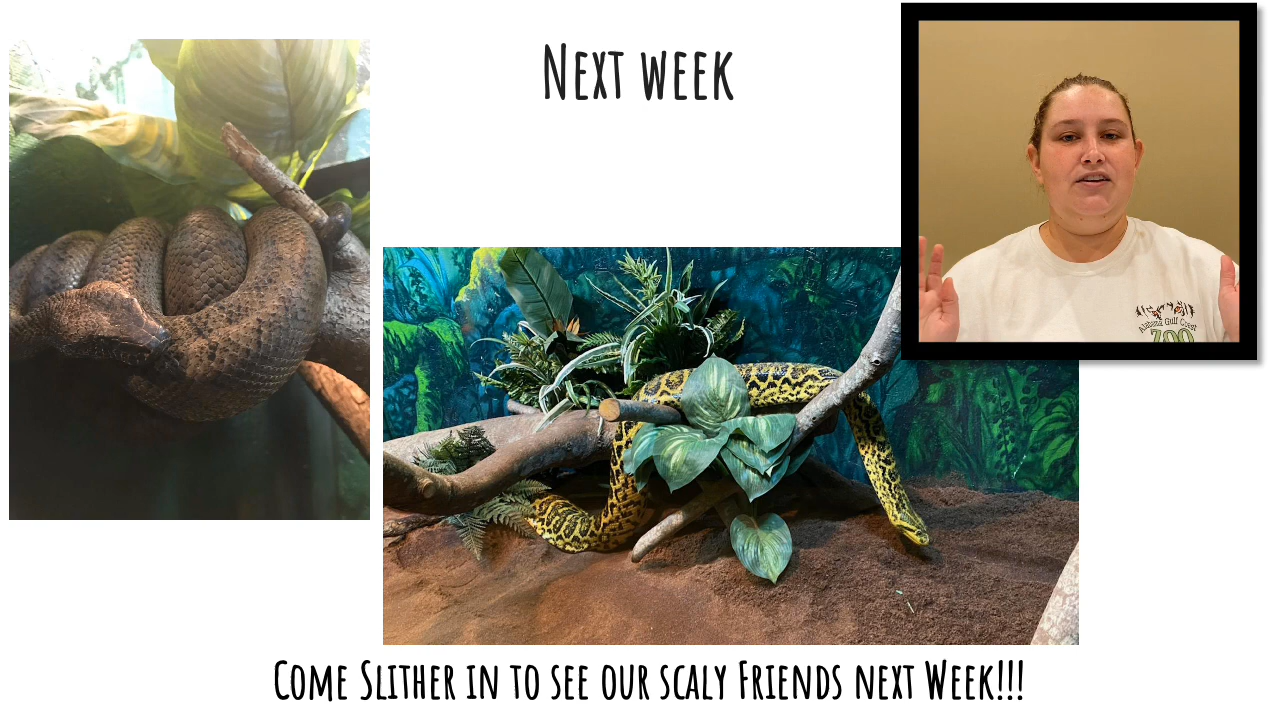 Next week
Alabama Gulf Coast
ZOO
Come Slither in to see our scaly Friends next Week!!!